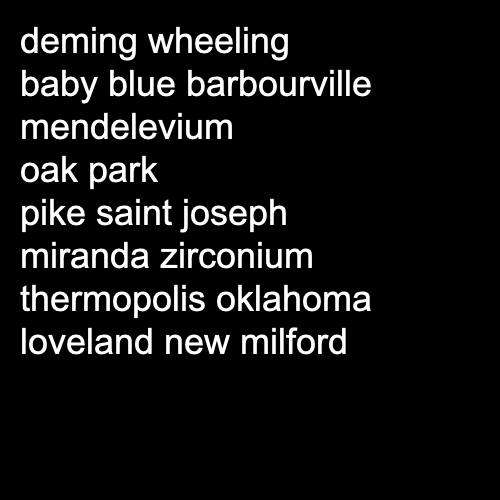 deming wheeling
baby blue barbourville
mendelevium
oak park
pike saint joseph
miranda zirconium
thermopolis oklahoma
loveland new milford